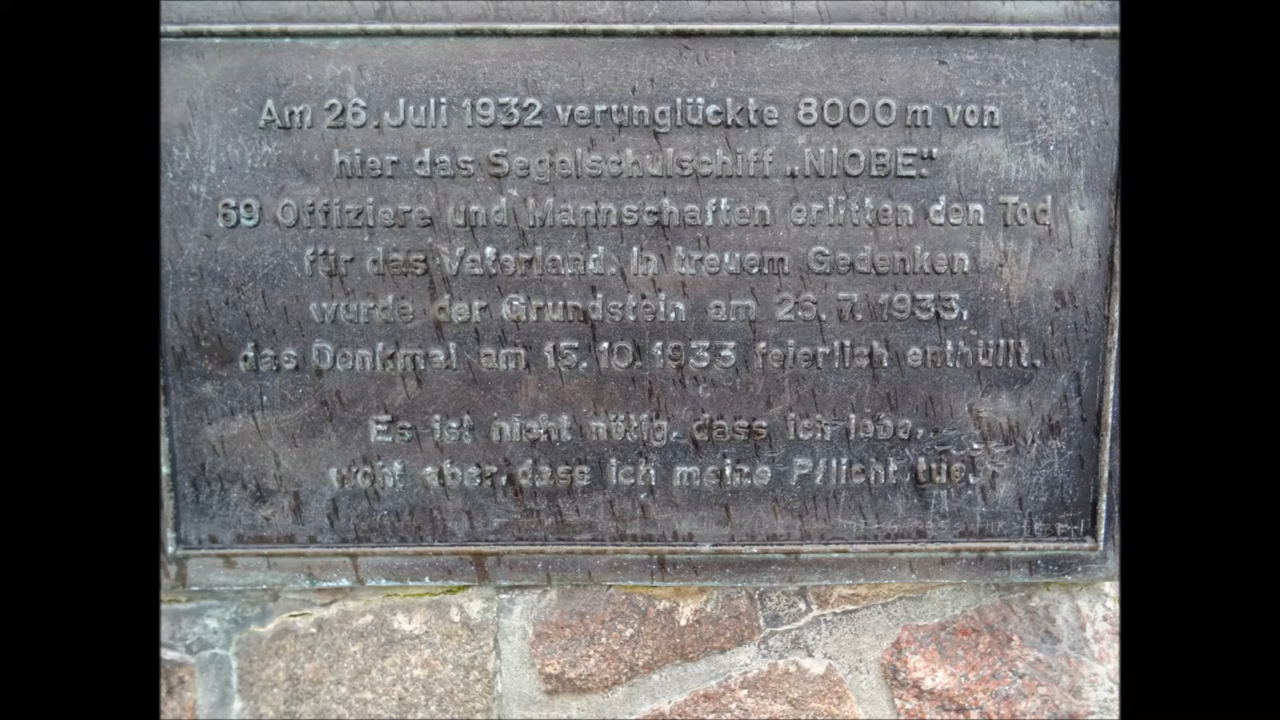 Am 26. Juli 1932 verunglückte 8000 m von
hier das Segelschulschiff „NIOBE“.
69 Offiziere und Mannschaften erlitten den Tod
für das Vaterland. In treuem Gedenken
wurde der Grundstein am 26. 7. 1933,
das Denkmal am 15. 10. 1933 feierlich enthüllt.
Es ist nicht nötig, dass ich lebe,
wohl aber, dass ich meine Pflicht tue!